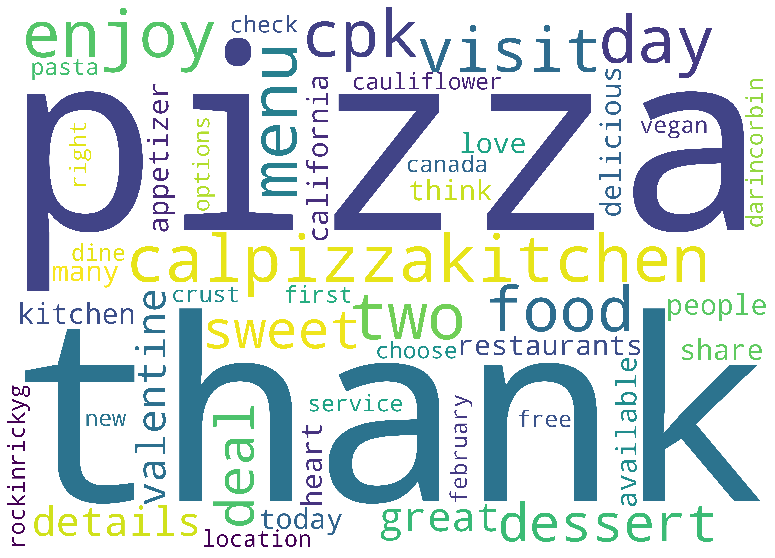 check
enjoy
cpk
visit
day
pasta
menu
cauliflower
pizza
appetizer
right
options
california
love
canada
think
delicious
vegan
darincorbin
dine
many
calpizzakitchen
crust
first
kitchen
sweet
two
food
people
valentine
choose
restaurants
share
thank
rockinrickyg
new
deal
service
heart
february
free
available
details
today
location
great
dessert